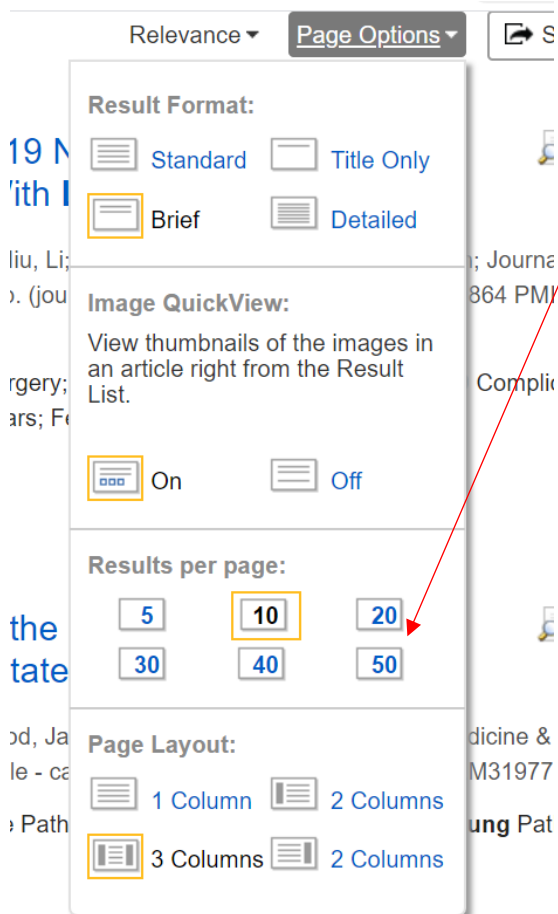 Relevance Page Options S
Result Format:
19 N Standard Title Only
ith
Brief Detailed
liu, Li; ; Journa
o. (jou 864 PMI
Image QuickView:
View thumbnails of the images in
an article right from the Result
List.
rgery; Complic
ars; Fe
On Off
Results per page:
5 10 20
the
30 40 50
tate
od, Ja dicine &
Page Layout:
le - ca M31977
1 Column 2 Columns
Path ung Pat
3 Columns 2 Columns